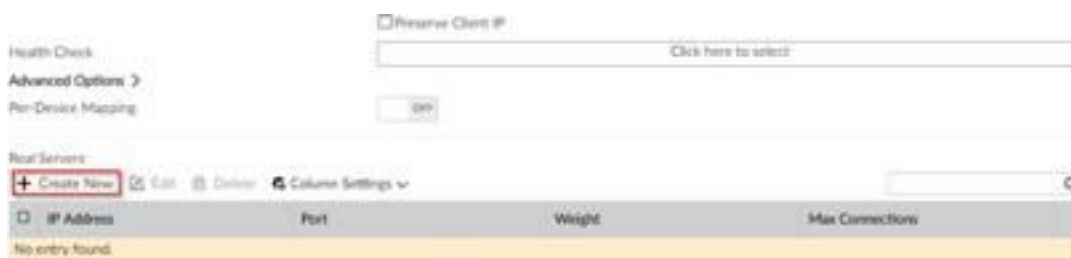 Preserve Client IP
Health Check Click here to select
Advanced Options >
Per-Device Mapping OFF
Real Servers
+ Create New Edit Delete Column Settings
IP Address Port Weight Max Connections
No entry found.